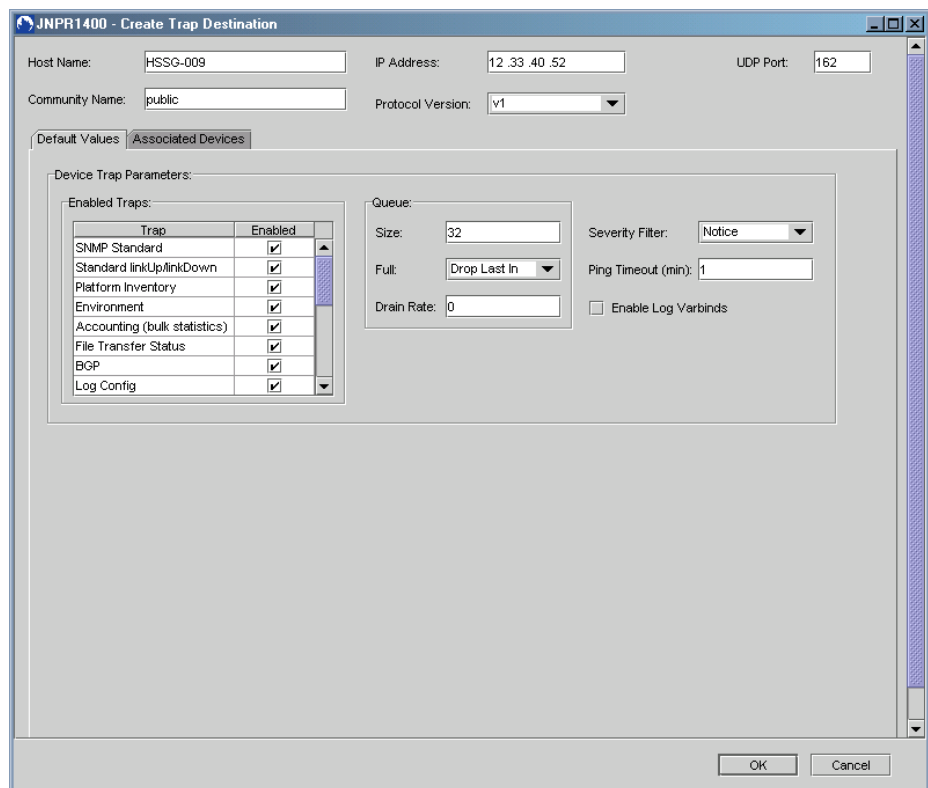 JNPR1400 - Create Trap Destination
Host Name: HSSG-009 IP Address: 12 .33 .40 .52 UDP Port: 162
Community Name: public Protocol Version: v1
Default Values Associated Devices
Device Trap Parameters:
Enabled Traps:
Trap Enabled
SNMP Standard
Standard linkUp/linkDown
Platform Inventory
Environment
Accounting (bulk statistics)
File Transfer Status
BGP
Log Config
Queue:
Size: 32
Full: Drop Last In
Drain Rate: 0
Severity Filter: Notice
Ping Timeout (min): 1
Enable Log Varbinds
OK Cancel